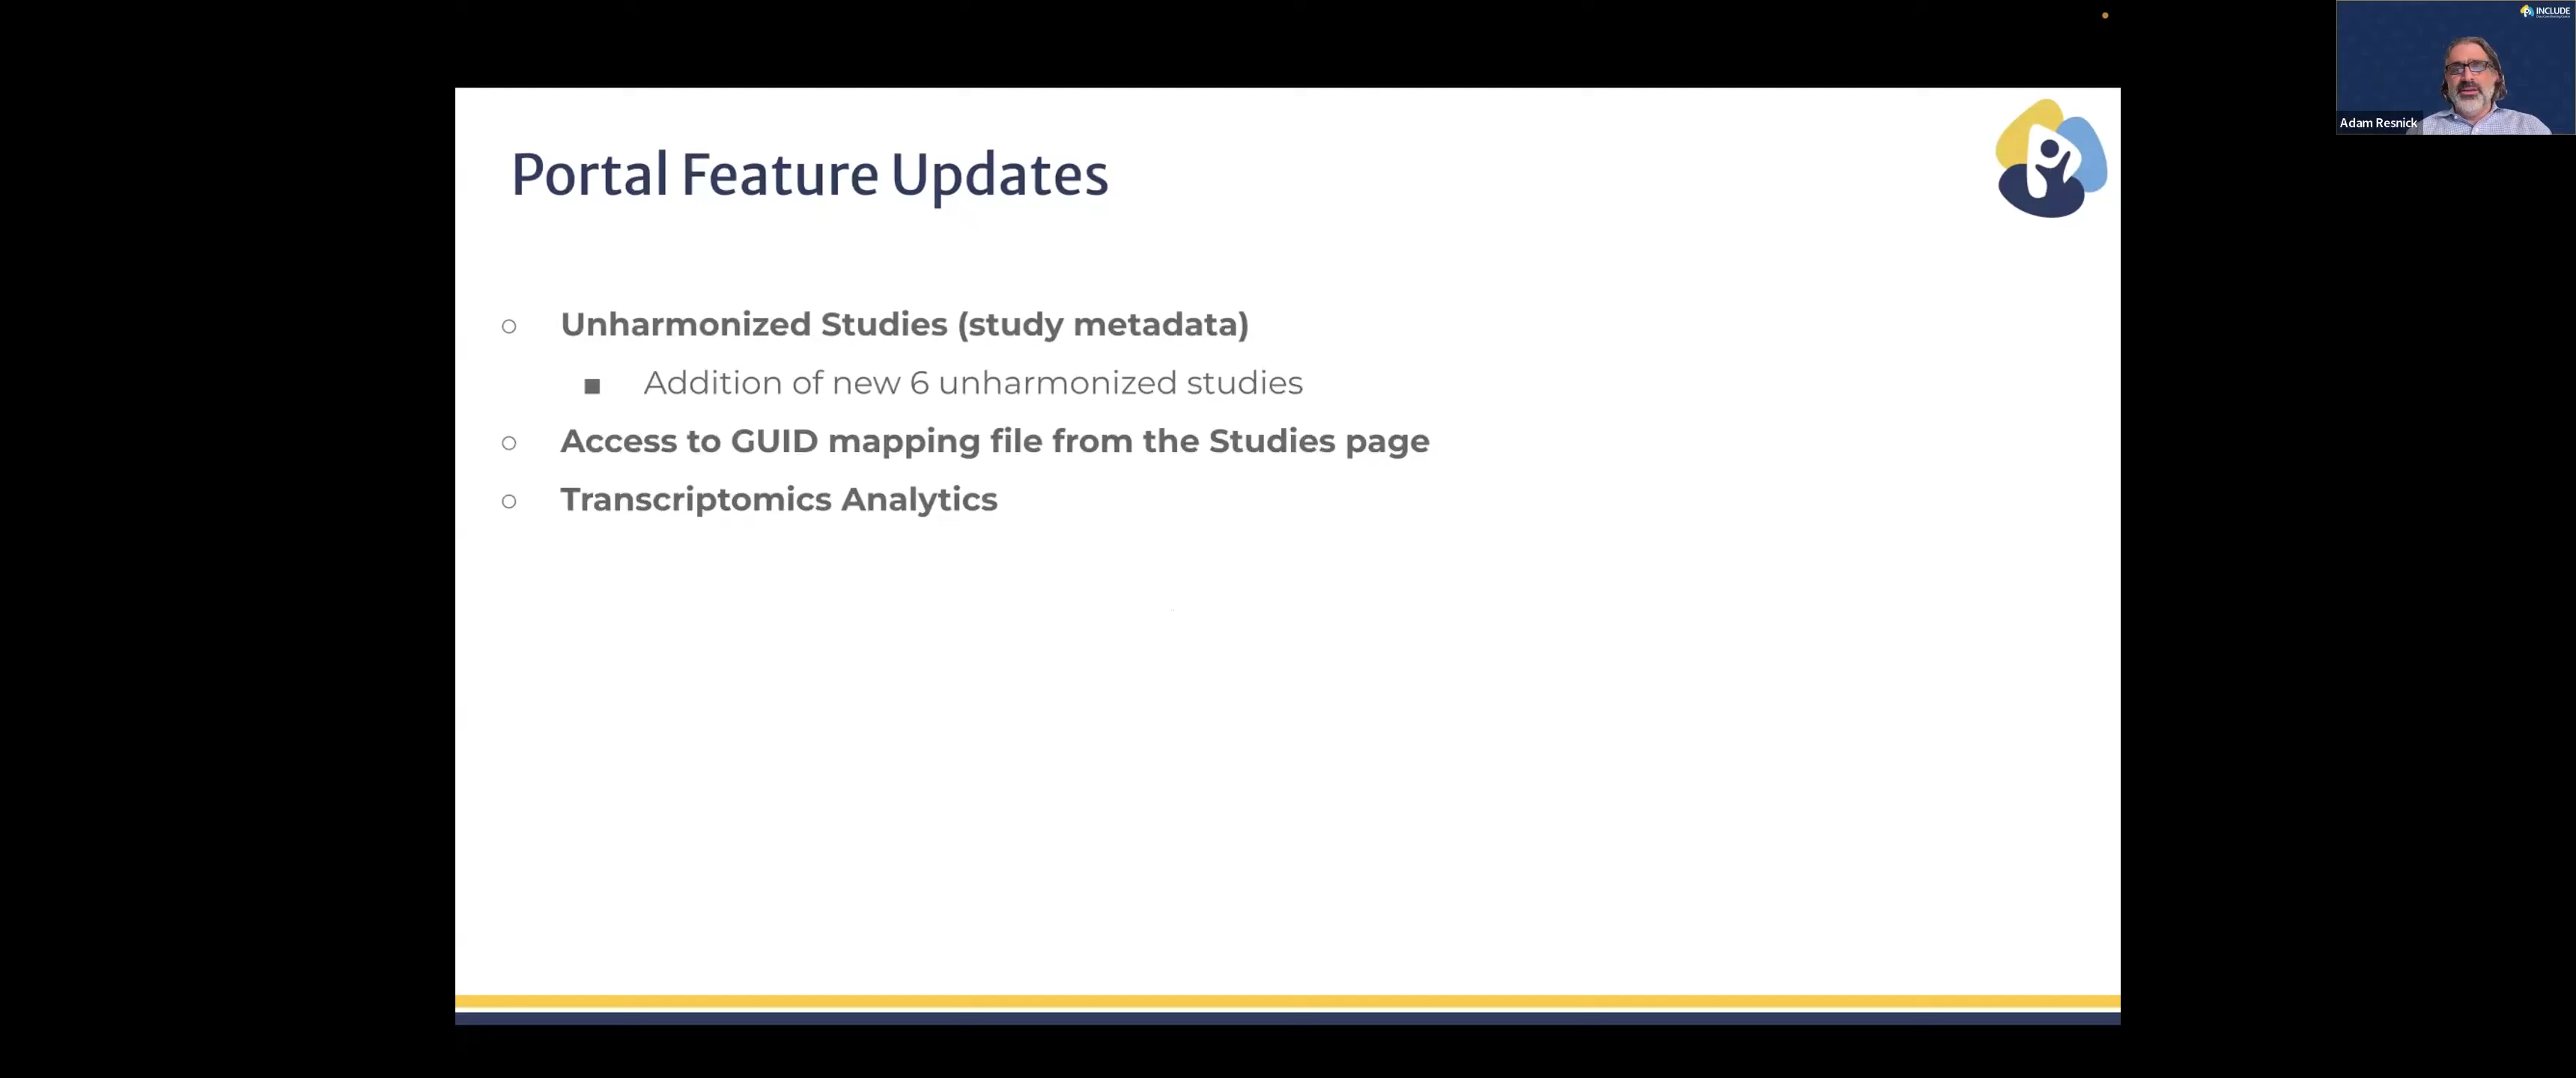 INCLUDE
Adam Resnick
Portal Feature Updates
Unharmonized Studies (study metadata)
Addition of new 6 unharmonized studies
Access to GUID mapping file from the Studies page
Transcriptomics Analytics